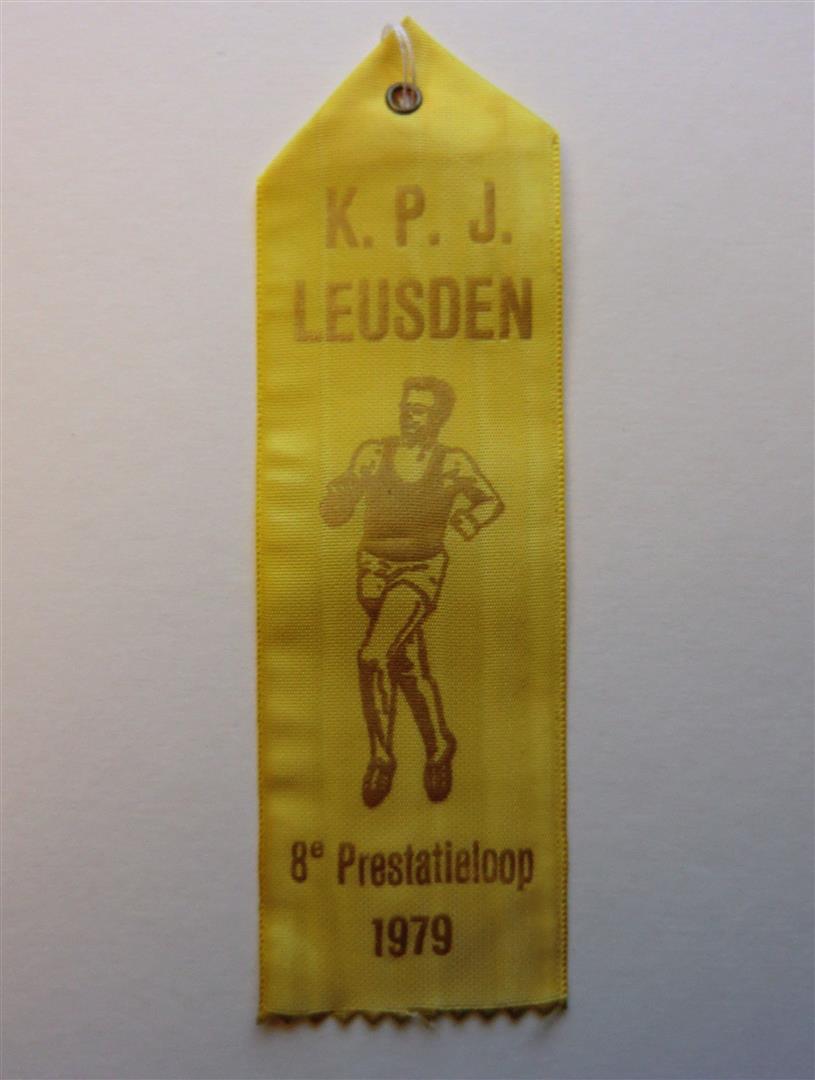 K. P. J.
LEUSDEN
8e Prestatieloop
1979